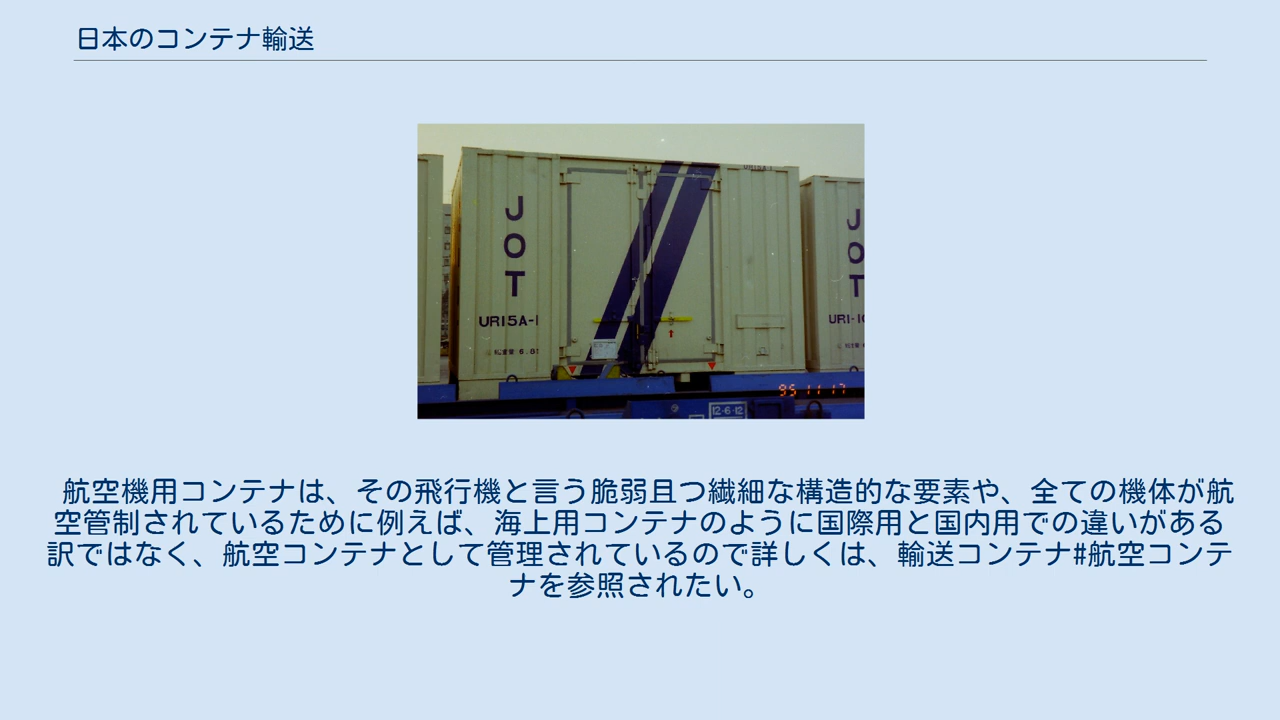 日本のコンテナ輸送
J
O
T
UR15A-1
J
O
T
UR1-1
95 11 17
12-6-12
航空機用コンテナは、その飛行機と言う脆弱且つ繊細な構造的な要素や、全ての機体が航
空管制されているために例えば、海上用コンテナのように国際用と国内用での違いがある
訳ではなく、航空コンテナとして管理されているので詳しくは、輸送コンテナ#航空コンテ
ナを参照されたい。